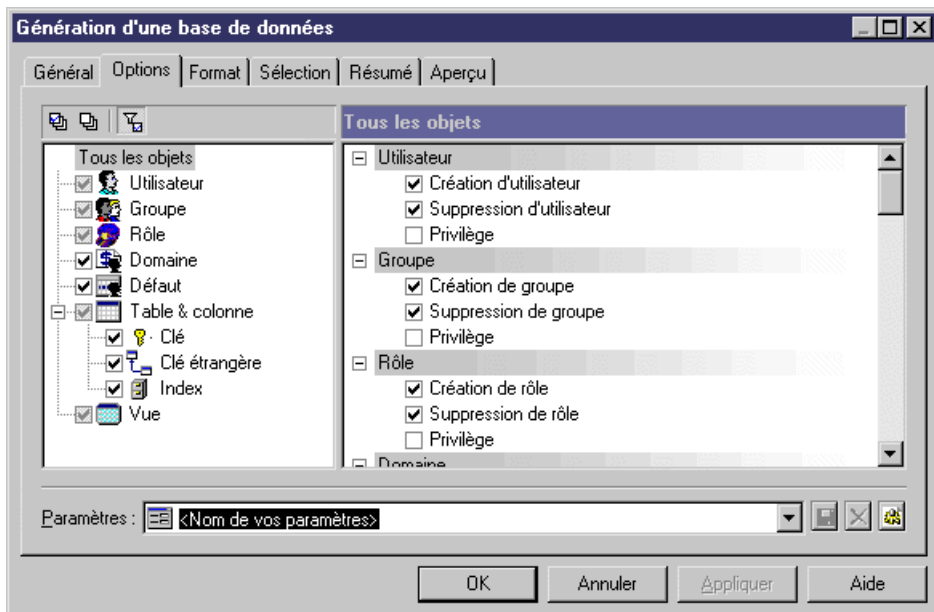 Génération d'une base de données
Général
Options
Format
Sélection
Résumé
Aperçu
Tous les objets
Tous les objets
Utilisateur
Groupe
Rôle
Domaine
Défaut
Table & colonne
Clé
Clé étrangère
Index
Vue
Utilisateur
Création d'utilisateur
Suppression d'utilisateur
Privilège
Groupe
Création de groupe
Suppression de groupe
Privilège
Rôle
Création de rôle
Suppression de rôle
Privilège
Domaine
Paramètres :
<Nom de vos paramètres>
OK
Annuler
Appliquer
Aide